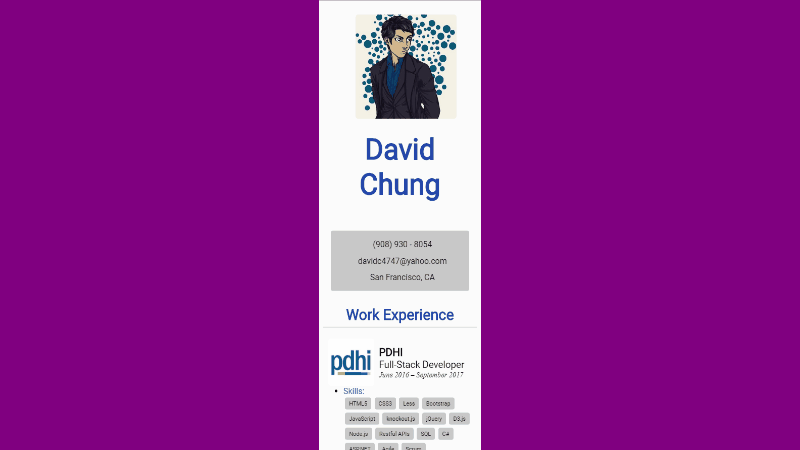 David
Chung
(908) 930 - 8054
davidc4747@yahoo.com
San Francisco, CA
Work Experience
pdhi
PDHI
Full-Stack Developer
June 2016 – September 2017
Skills:
HTML5 CSS3 Less Bootstrap
JavaScript knockout.js jQuery D3.js
Node.js Restful APIs SQL C#
ASP.NET Agile Scrum